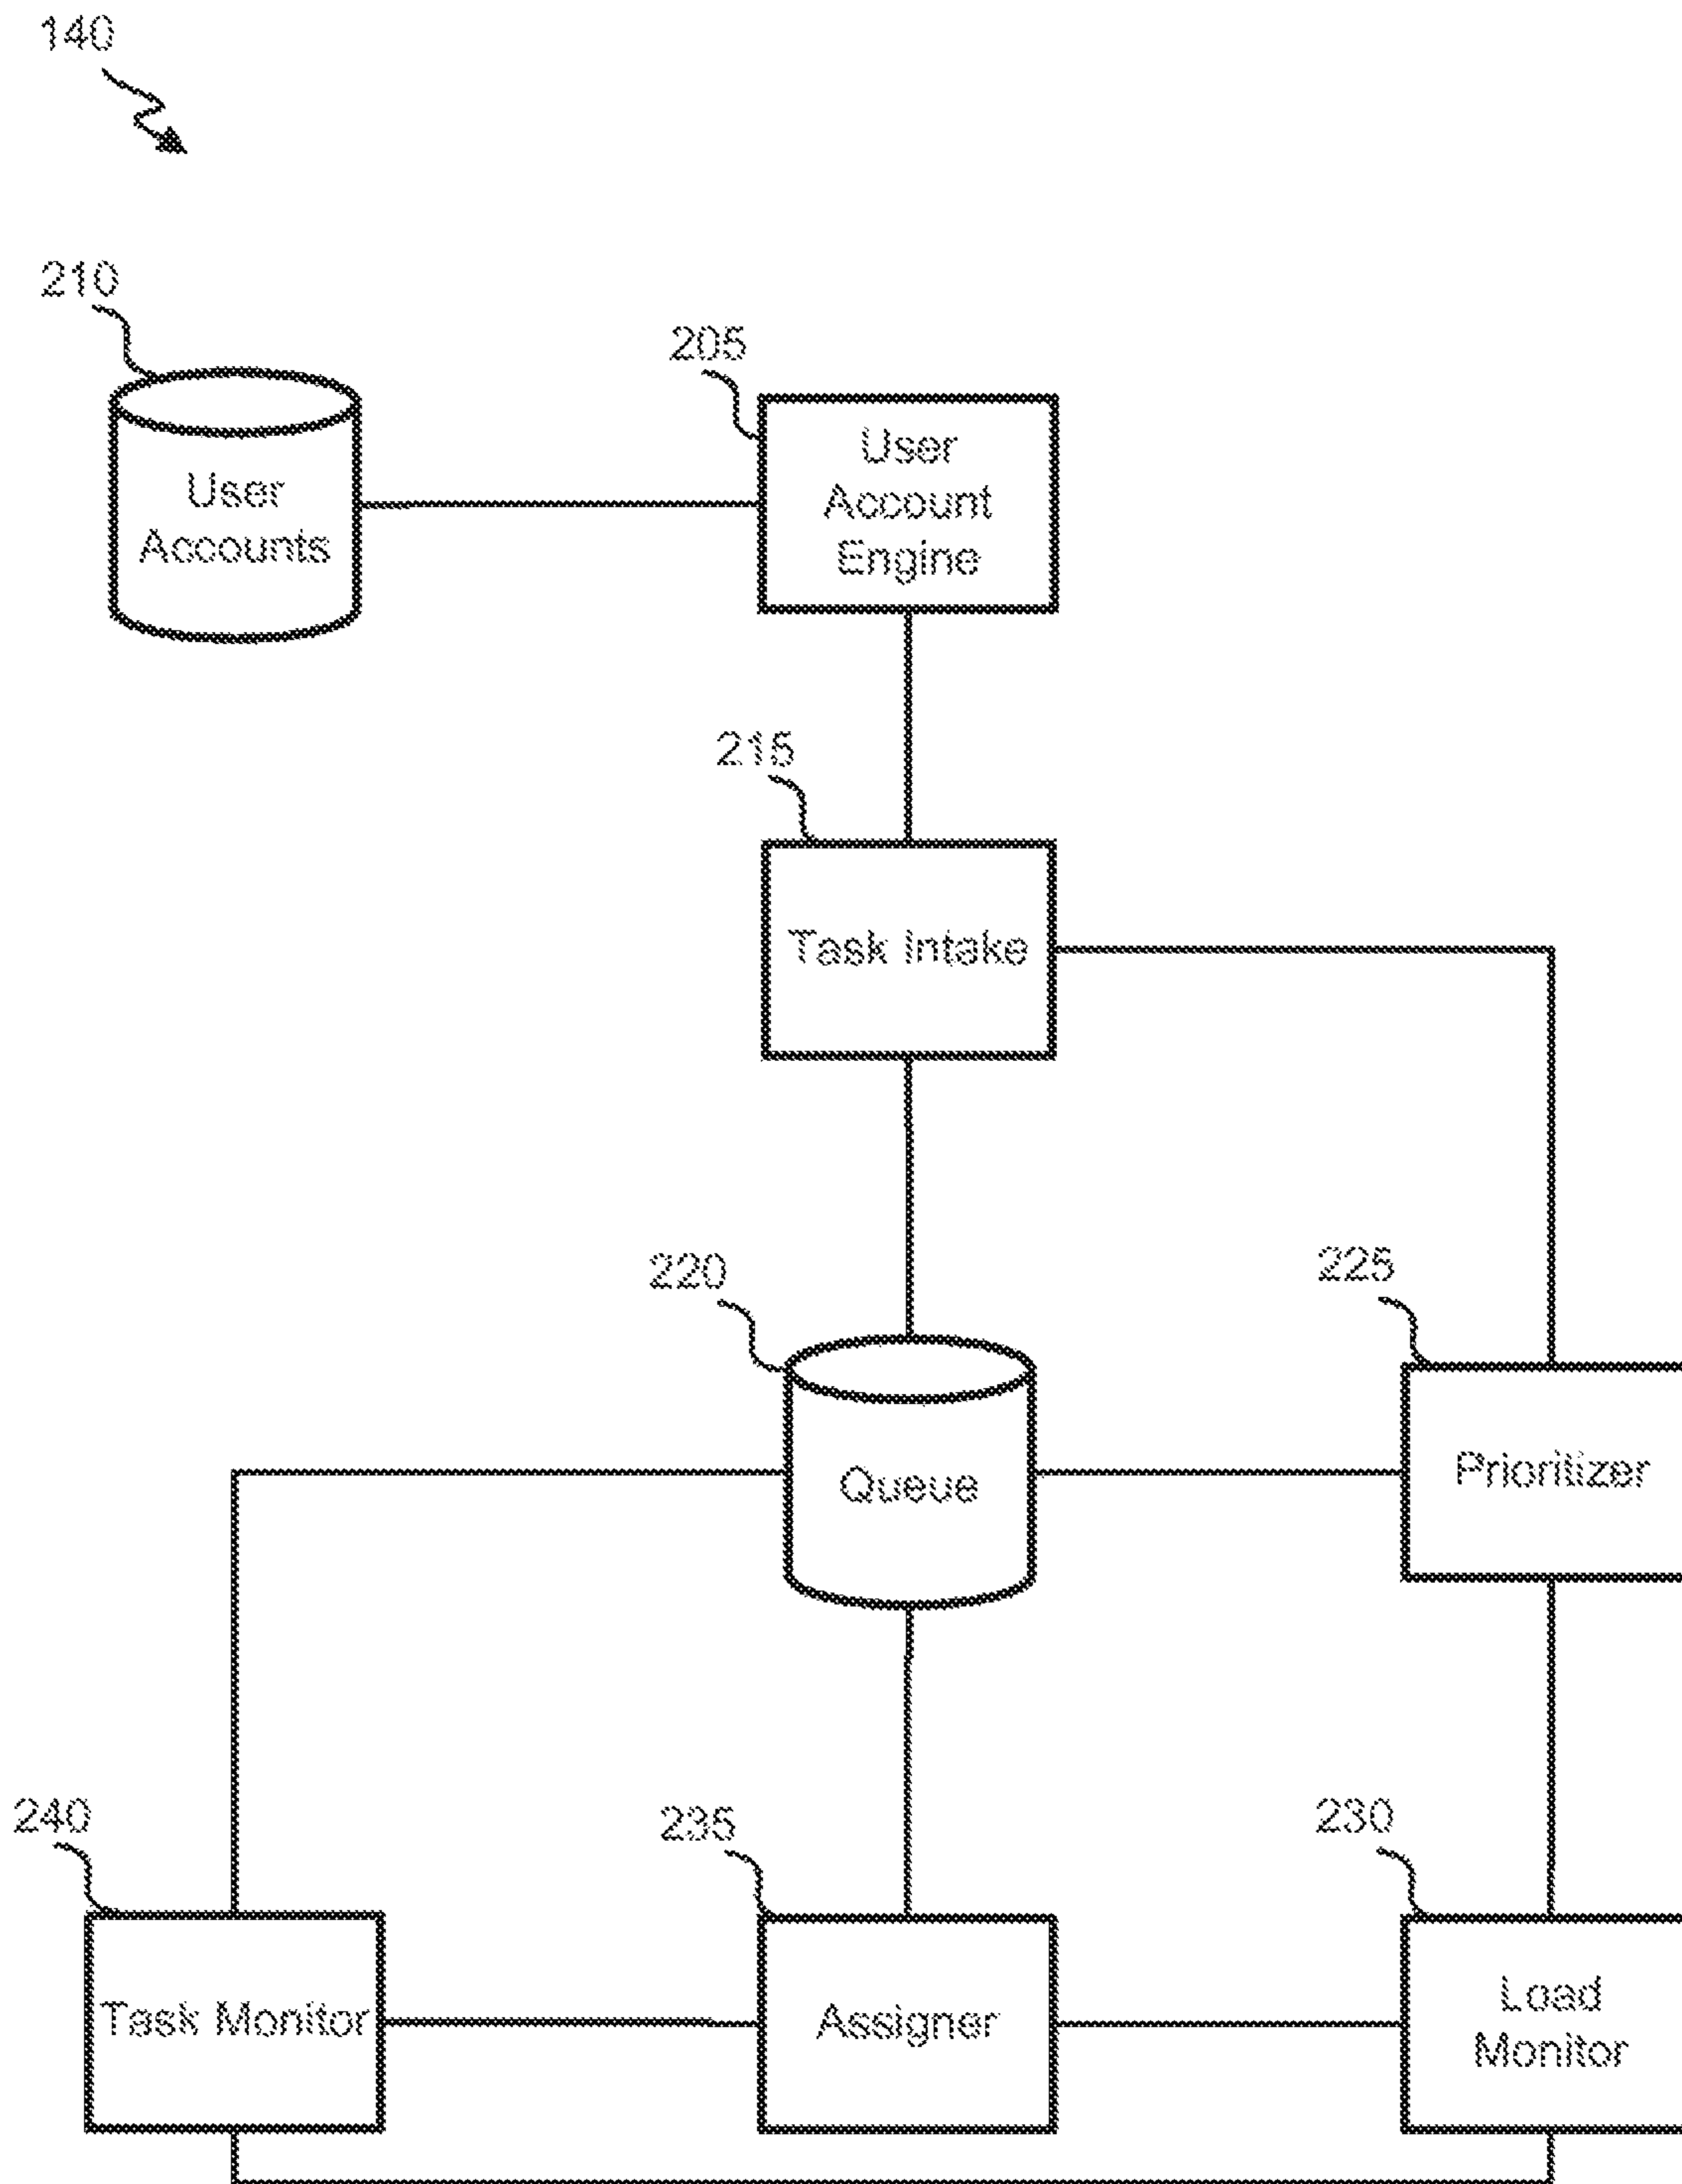 140
210
205
User
Accounts
User
Account
Engine
215
Task Intake
220
225
Queue
Prioritizer
240
235
230
Task Monitor
Assigner
Load
Monitor